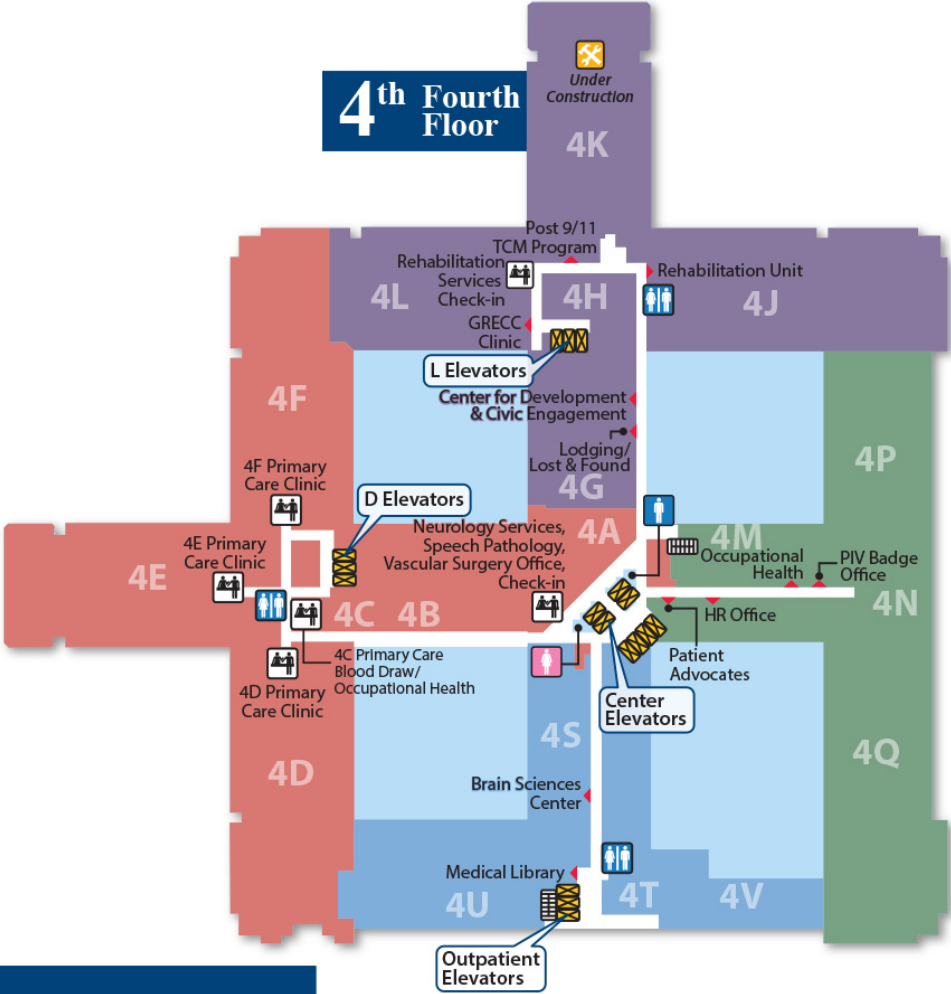 4th Fourth
Floor
Under
Construction
4K
Post 9/11
TCM Program
Rehabilitation
Services
Check-in
4L
4H
Rehabilitation Unit
4J
GRECC
Clinic
L Elevators
4F
Center for Development
& Civic Engagement
Lodging/
Lost & Found
4G
4P
4F Primary
Care Clinic
D Elevators
Neurology Services,
Speech Pathology,
Vascular Surgery Office,
Check-in
4A
4M
4E Primary
Care Clinic
4E
Occupational
Health
PIV Badge
Office
4C
4B
HR Office
4N
4C Primary Care
Blood Draw/
Occupational Health
4D Primary
Care Clinic
Patient
Advocates
Center
Elevators
4S
4D
4Q
Brain Sciences
Center
Medical Library
4U
4T
4V
Outpatient
Elevators